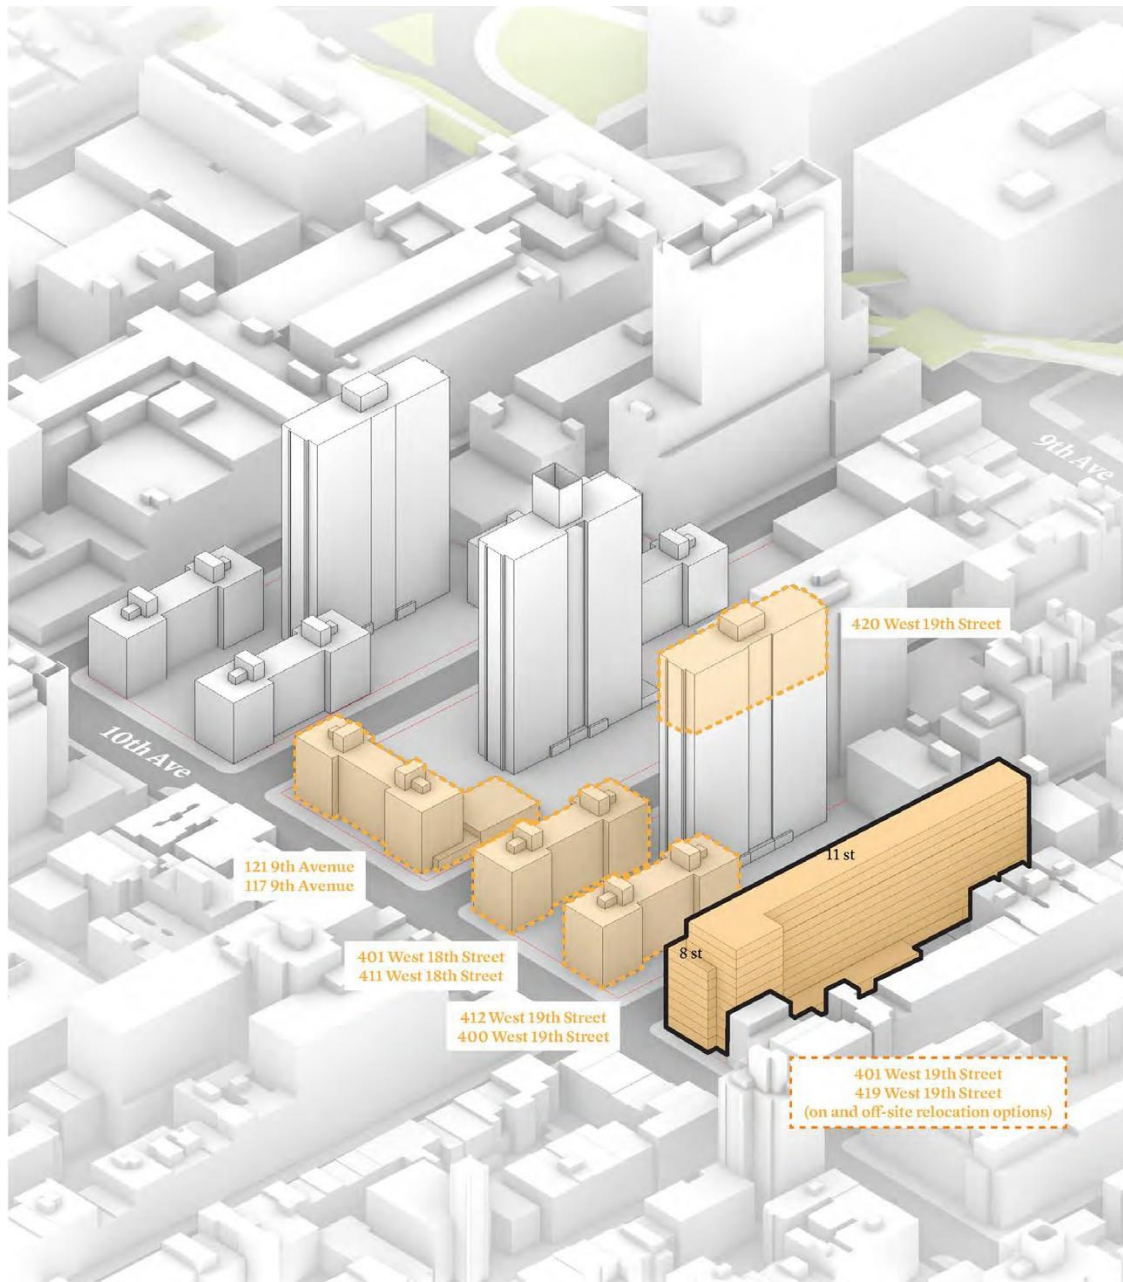 9th Ave
420 West 19th Street
10th Ave
11 st
121 9th Avenue
117 9th Avenue
8 st
401 West 18th Street
411 West 18th Street
412 West 19th Street
400 West 19th Street
401 West 19th Street
419 West 19th Street
(on and off-site relocation options)